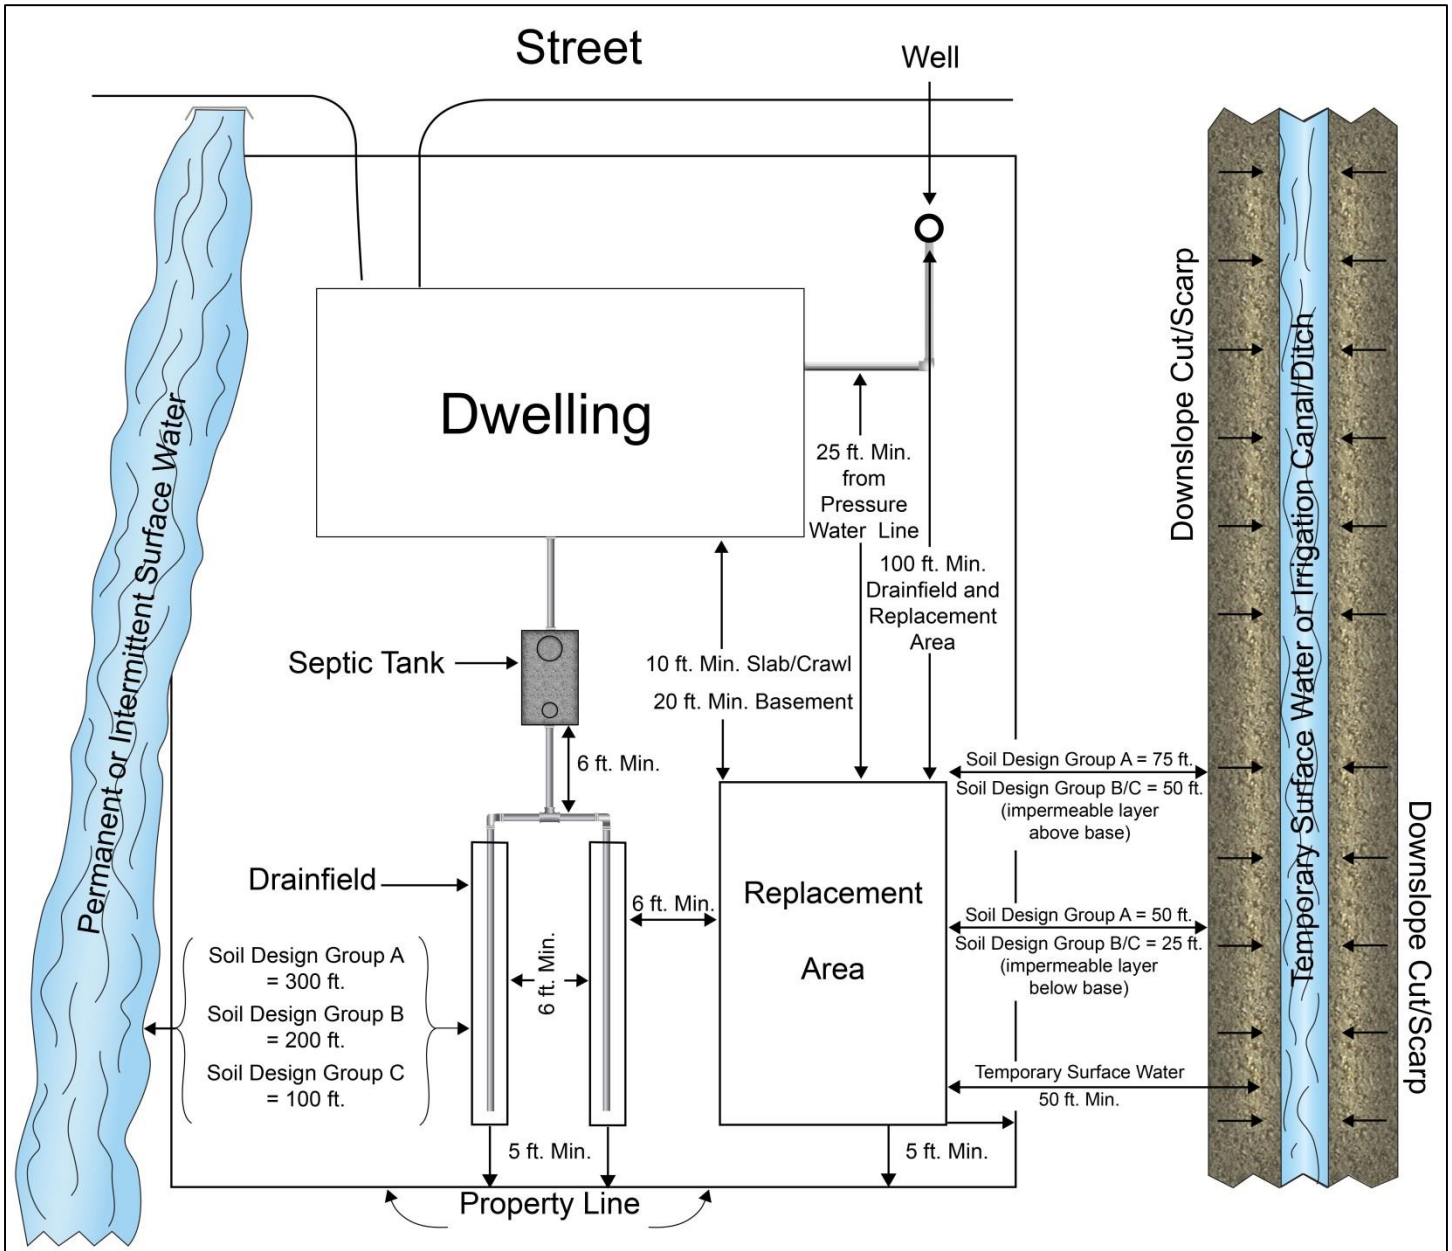 Street
Well
Permanent or Intermittent Surface Water
Dwelling
25 ft. Min.
from
Pressure
Water Line
100 ft. Min.
Drainfield and
Replacement
Area
Downslope Cut/Scarp
Temporary Surface Water or Irrigation Canal/Ditch
Downslope Cut/Scarp
Septic Tank
10 ft. Min. Slab/Crawl
20 ft. Min. Basement
6 ft. Min.
Soil Design Group A = 75 ft.
Soil Design Group B/C = 50 ft.
(impermeable layer
above base)
Drainfield
6 ft. Min.
6 ft. Min.
Replacement
Area
Soil Design Group A = 50 ft.
Soil Design Group B/C = 25 ft.
(impermeable layer
below base)
Soil Design Group A
= 300 ft.
Soil Design Group B
= 200 ft.
Soil Design Group C
= 100 ft.
Temporary Surface Water
50 ft. Min.
5 ft. Min.
5 ft. Min.
Property Line